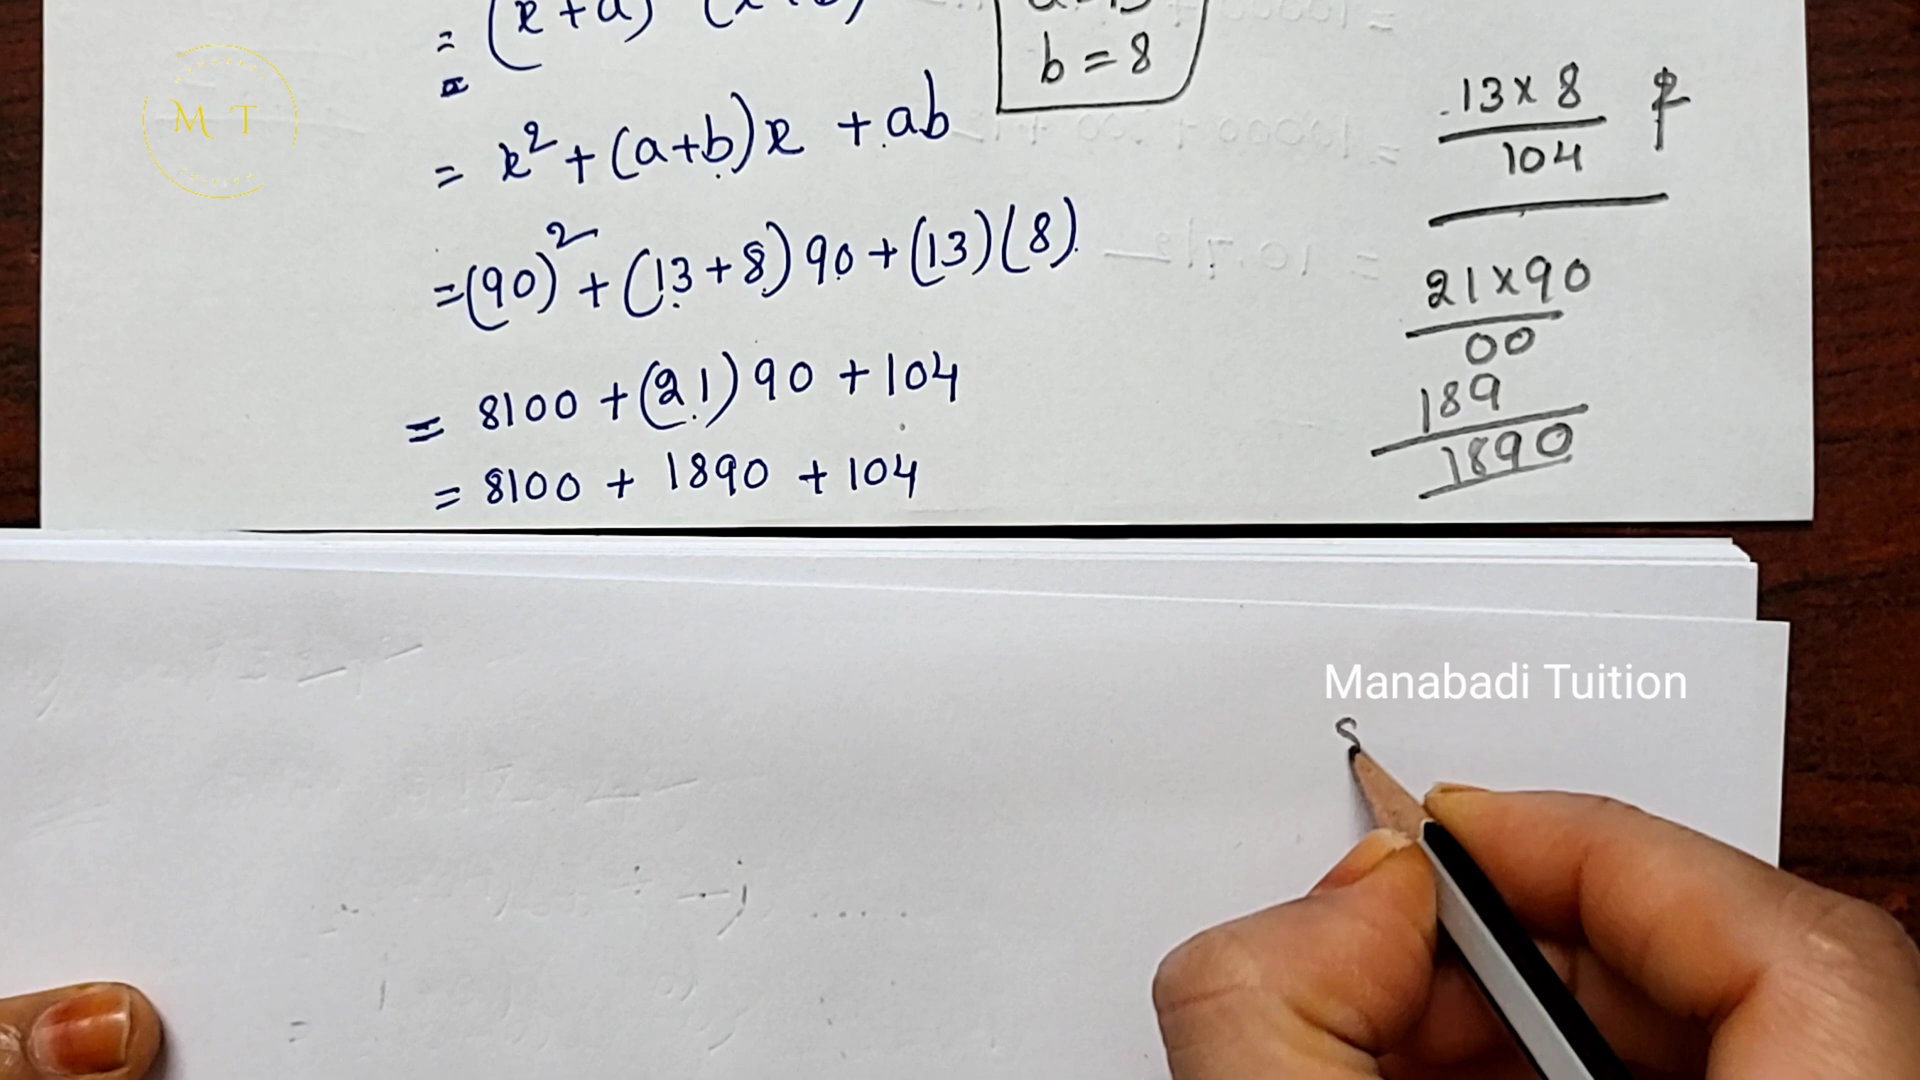 = (x+a) (x
b = 8
M T
= x² + (a+b)x + ab
= (90)² + (13+8) 90 + (13)(8)
= 8100 + (21) 90 + 104
= 8100 + 1890 + 104
13 x 8
104
21 x 90
00
189
1890
Manabadi Tuition
8